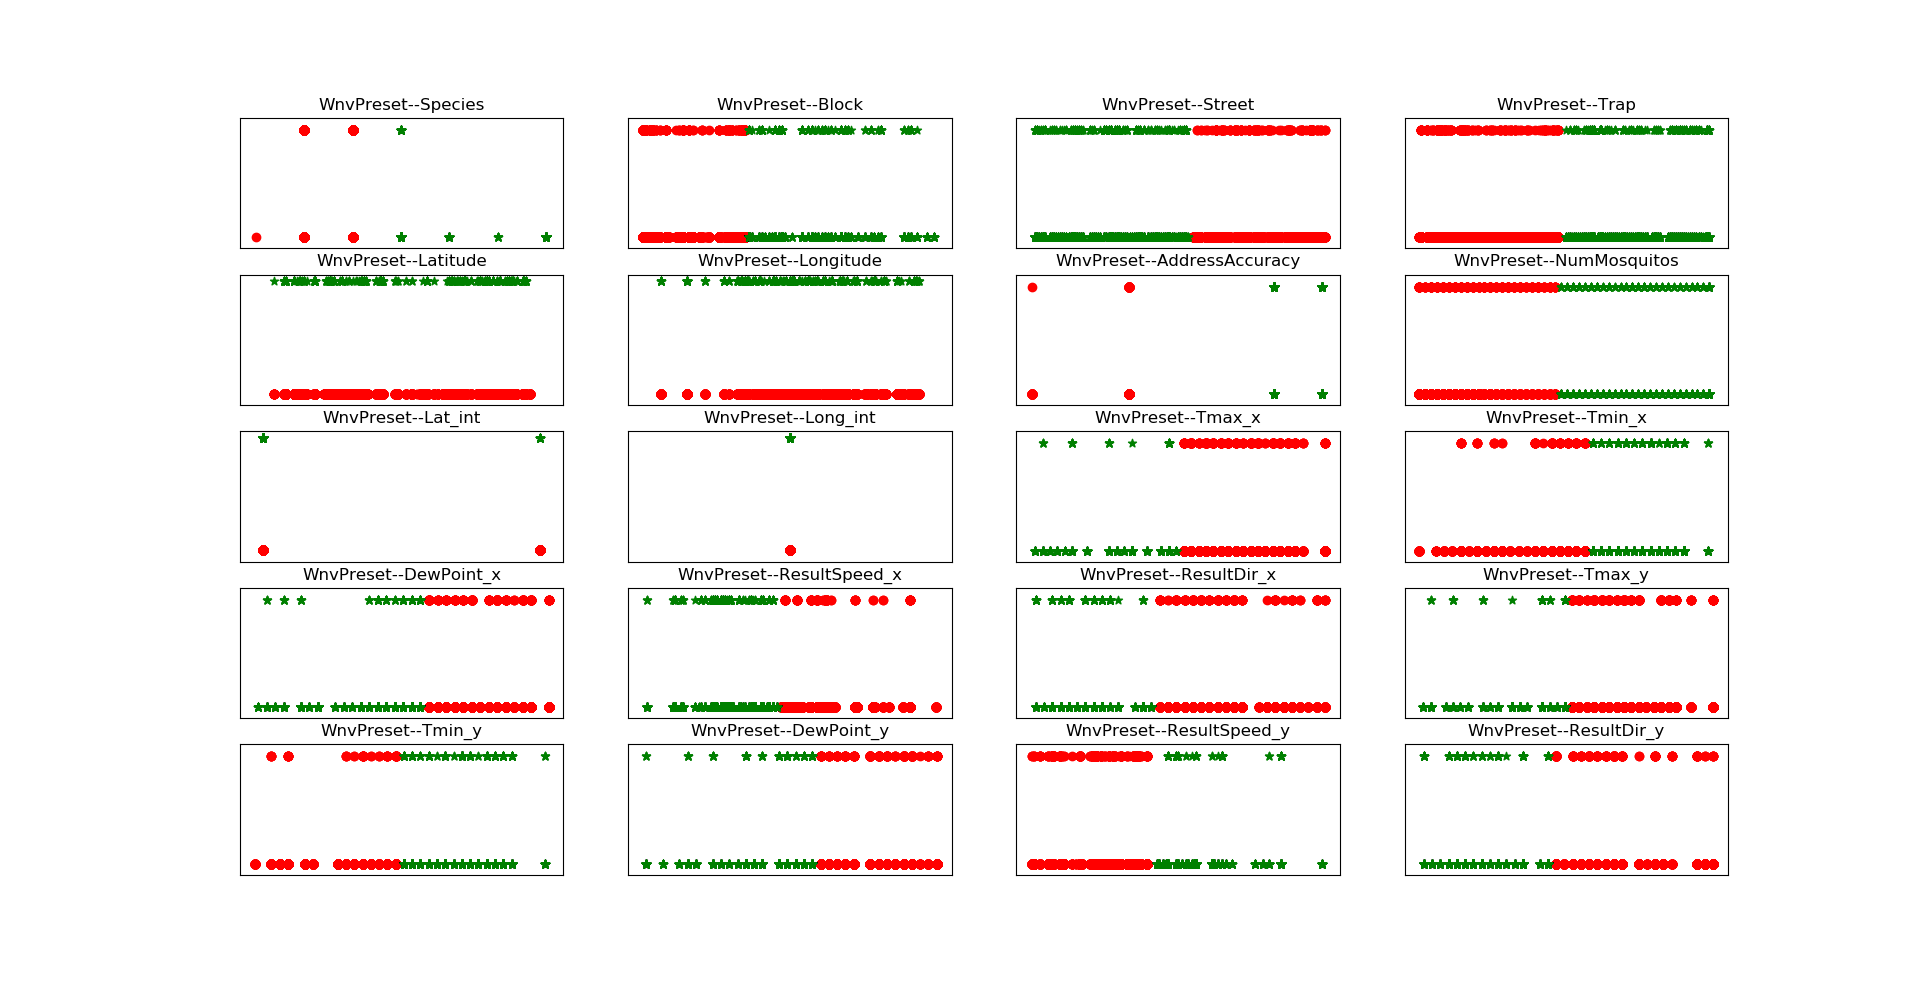 WnvPreset--Species
WnvPreset--Block
WnvPreset--Street
WnvPreset--Trap
WnvPreset--Latitude
WnvPreset--Longitude
WnvPreset--AddressAccuracy
WnvPreset--NumMosquitos
WnvPreset--Lat_int
WnvPreset--Long_int
WnvPreset--Tmax_x
WnvPreset--Tmin_x
WnvPreset--DewPoint_x
WnvPreset--ResultSpeed_x
WnvPreset--ResultDir_x
WnvPreset--Tmax_y
WnvPreset--Tmin_y
WnvPreset--DewPoint_y
WnvPreset--ResultSpeed_y
WnvPreset--ResultDir_y